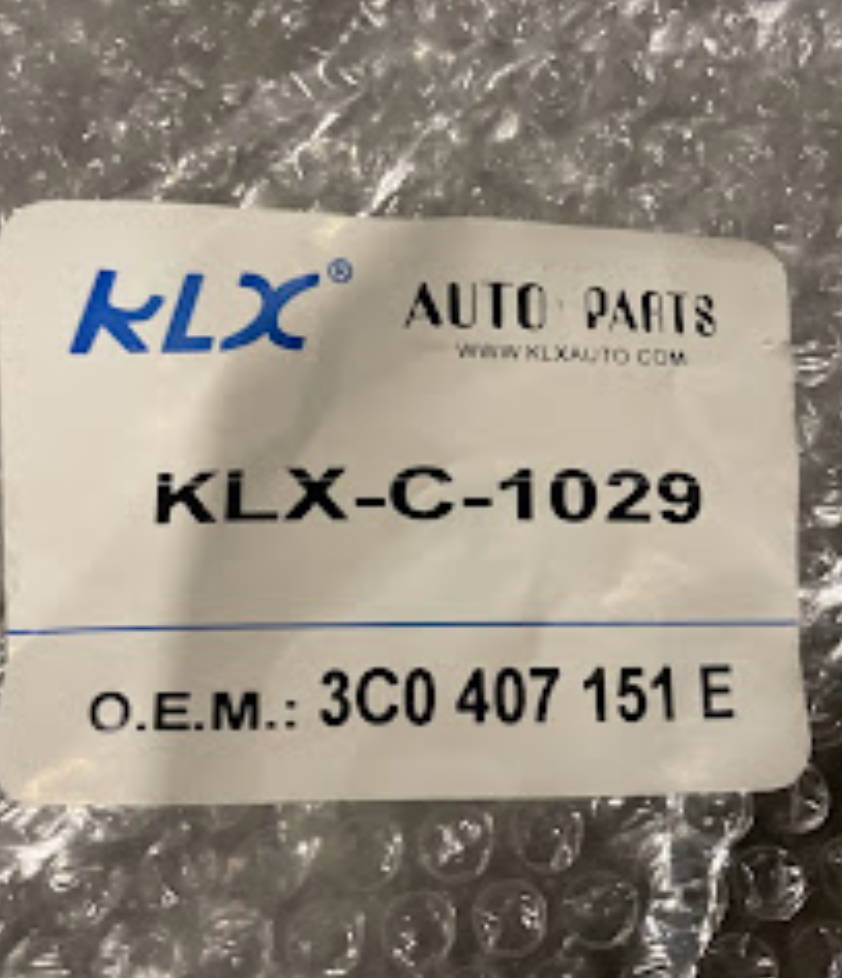 KLX®
AUTO PARTS
WWW.KLXAUTO.COM
KLX-C-1029
O.E.M.: 3C0 407 151 E